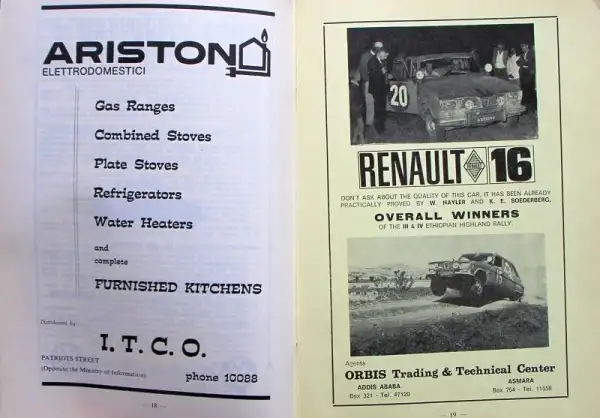 ARISTON
ELETTRODOMESTICI
Gas Ranges
Combined Stoves
Plate Stoves
Refrigerators
Water Heaters
and
complete
FURNISHED KITCHENS
Distributed by:
I. T. C. O.
PATRIOTS STREET
(Opposite the Ministry of Information)
phone 10088
— 18 —
20
RENAULT 16
DON'T ASK ABOUT THE QUALITY OF THIS CAR, IT HAS BEEN ALREADY
PRACTICALLY PROVED BY W. HAYLER AND K. E. BOEDERBERG,
OVERALL WINNERS
OF THE III & IV ETHIOPIAN HIGHLAND RALLY.
Agents
ORBIS Trading & Technical Center
ADDIS ABABA
Box 321 - Tel. 47120
ASMARA
Box 764 - Tel. 11558
— 19 —